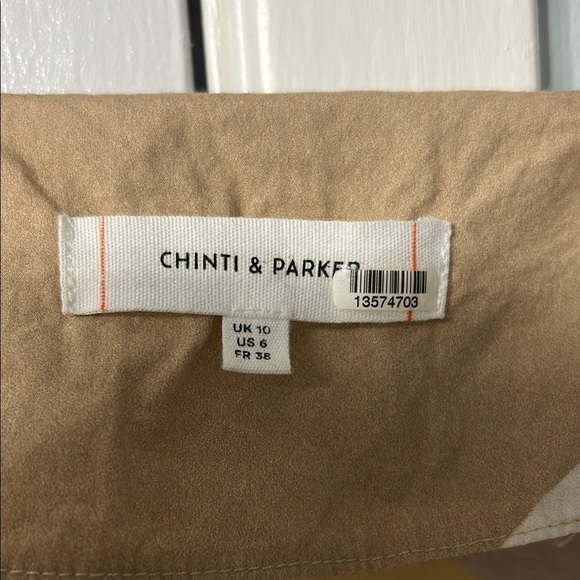 CHINTI & PARKER
13574703
UK 10
US 6
FR 38